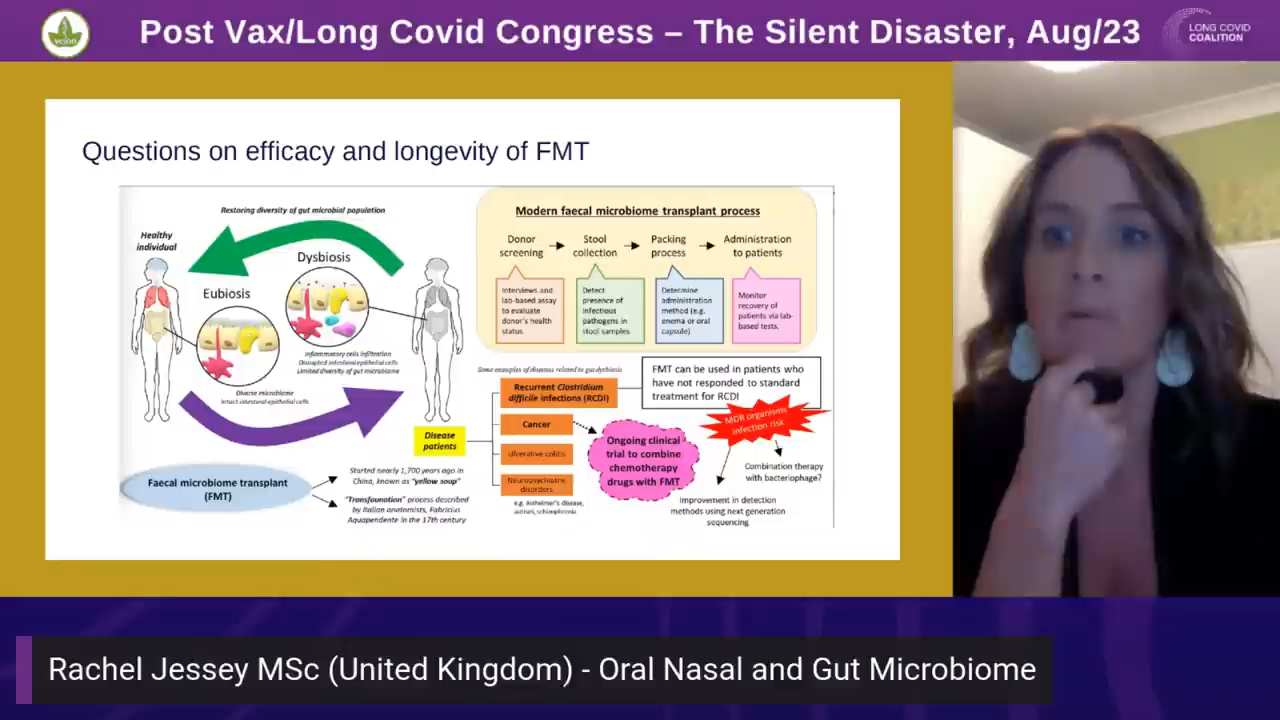 Post Vax/Long Covid Congress – The Silent Disaster, Aug/23
vejon
LONG COVID
COALITION
Questions on efficacy and longevity of FMT
Restoring diversity of gut microbial population
Healthy
individual
Dysbiosis
Eubiosis
Inflammatory cells infiltration
Disrupted intestinal epithelial cells
Limited diversity of gut microbiome
Diverse microbiome
Intact intestinal epithelial cells
Disease
patients
Faecal microbiome transplant
(FMT)
Started nearly 1,700 years ago in
China, known as "yellow soup"
"Transfaunation" process described
by Italian anatomists, Fabricius
Aquapendente in the 17th century
Modern faecal microbiome transplant process
Donor
screening
Stool
collection
Packing
process
Administration
to patients
Interviews and
lab-based assay
to evaluate
donor's health
status.
Detect
presence of
infectious
pathogens in
stool samples
Determine
administration
method (e.g.
enema or oral
capsule)
Monitor
recovery of
patients via lab-
based tests.
Some examples of diseases related to gut dysbiosis
Recurrent Clostridium
difficile infections (RCDI)
Cancer
ulcerative colitis
Neuropsychiatric
disorders
e.g. Alzheimer's disease,
autism, schizophrenia
FMT can be used in patients who
have not responded to standard
treatment for RCDI
MDR organisms
infection risk
Ongoing clinical
trial to combine
chemotherapy
drugs with FMT
Combination therapy
with bacteriophage?
Improvement in detection
methods using next generation
sequencing
Rachel Jessey MSc (United Kingdom) - Oral Nasal and Gut Microbiome